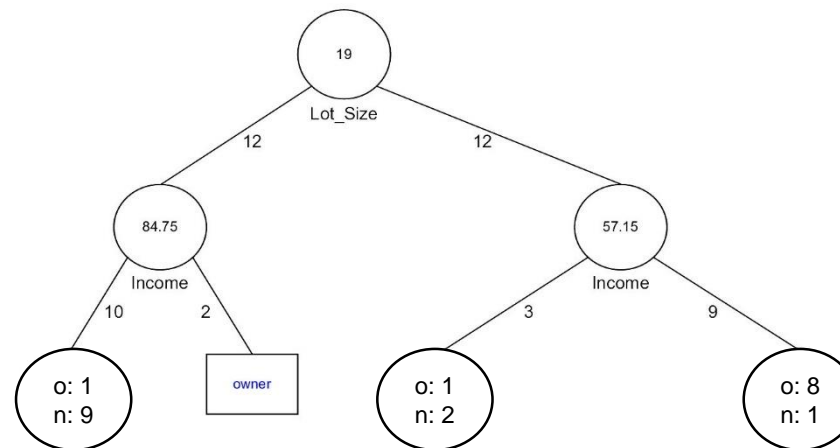 19
Lot_Size
12
12
84.75
57.15
Income
Income
10
2
3
9
o: 1
n: 9
owner
o: 1
n: 2
o: 8
n: 1